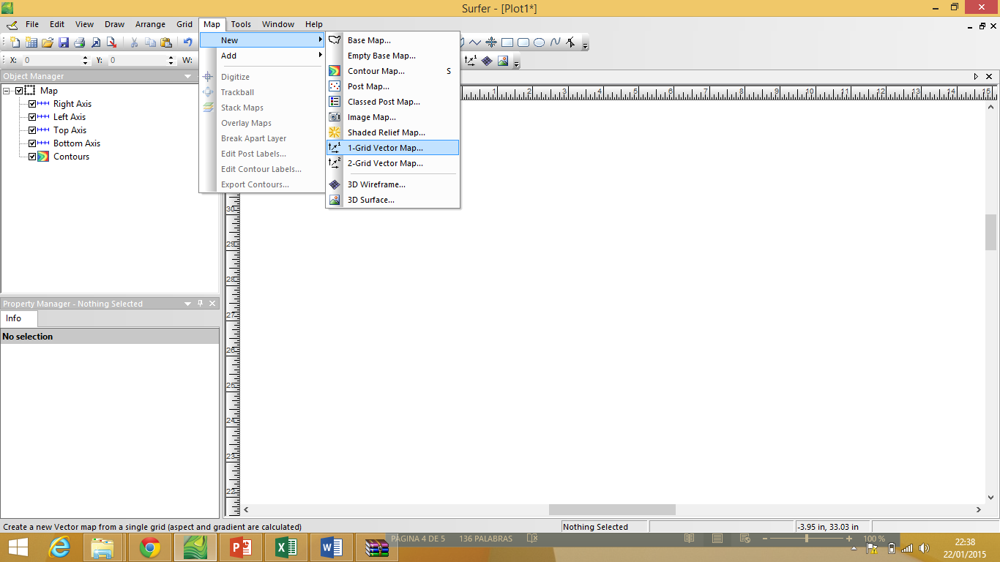 Surfer - [Plot1*]
File Edit View Draw Arrange Grid Map Tools Window Help
X: 0 Y: 0 W:
Object Manager
Map
Right Axis
Left Axis
Top Axis
Bottom Axis
Contours
New
Add
Digitize
Trackball
Stack Maps
Overlay Maps
Break Apart Layer
Edit Post Labels...
Edit Contour Labels...
Export Contours...
Base Map...
Empty Base Map...
Contour Map... S
Post Map...
Classed Post Map...
Image Map...
Shaded Relief Map...
1-Grid Vector Map...
2-Grid Vector Map...
3D Wireframe...
3D Surface...
1 2 3 4 5 6 7 8 9 10 11 12 13 14 15
30
29
28
27
26
25
24
23
22
Property Manager - Nothing Selected
Info
No selection
Create a new Vector map from a single grid (aspect and gradient are calculated)
Nothing Selected
-3.95 in, 33.03 in
PÁGINA 4 DE 5 136 PALABRAS 100 %
22:38
22/01/2015